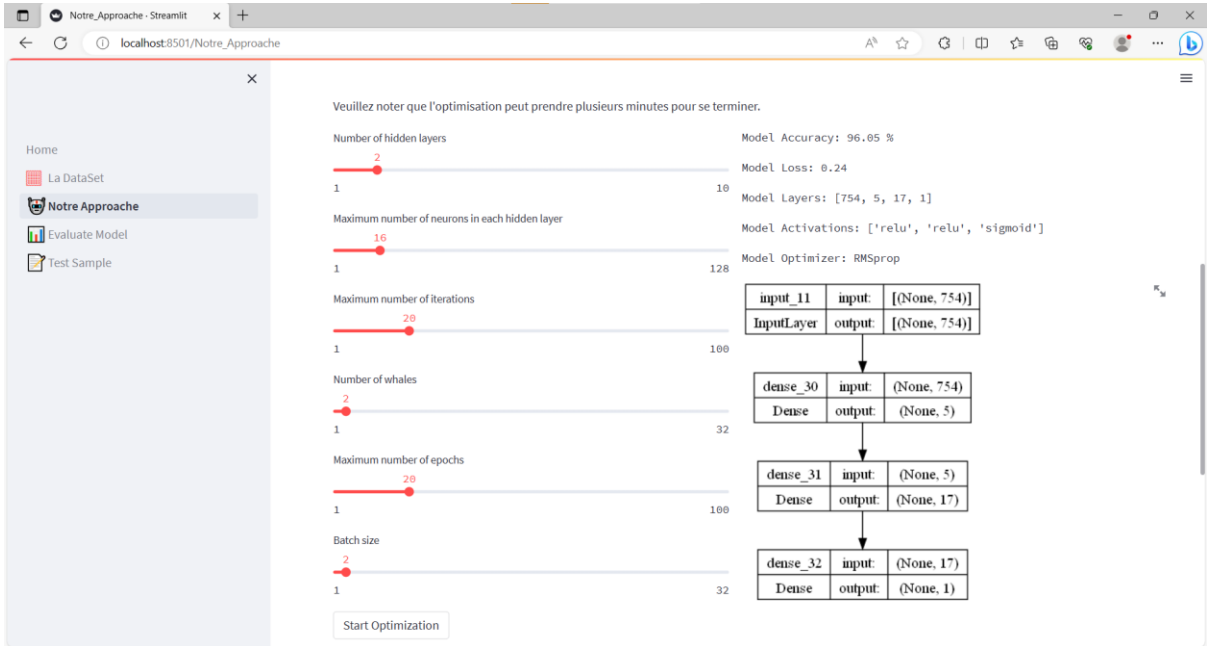 Notre_Approche - Streamlit
localhost:8501/Notre_Approche
Home
La DataSet
Notre Approche
Evaluate Model
Test Sample
Veuillez noter que l'optimisation peut prendre plusieurs minutes pour se terminer.
Number of hidden layers
2
1 10
Maximum number of neurons in each hidden layer
16
1 128
Maximum number of iterations
20
1 100
Number of whales
2
1 32
Maximum number of epochs
20
1 100
Batch size
2
1 32
Start Optimization
Model Accuracy: 96.05 %
Model Loss: 0.24
Model Layers: [754, 5, 17, 1]
Model Activations: ['relu', 'relu', 'sigmoid']
Model Optimizer: RMSprop
input_11 input: [(None, 754)]
InputLayer output: [(None, 754)]
dense_30 input: (None, 754)
Dense output: (None, 5)
dense_31 input: (None, 5)
Dense output: (None, 17)
dense_32 input: (None, 17)
Dense output: (None, 1)